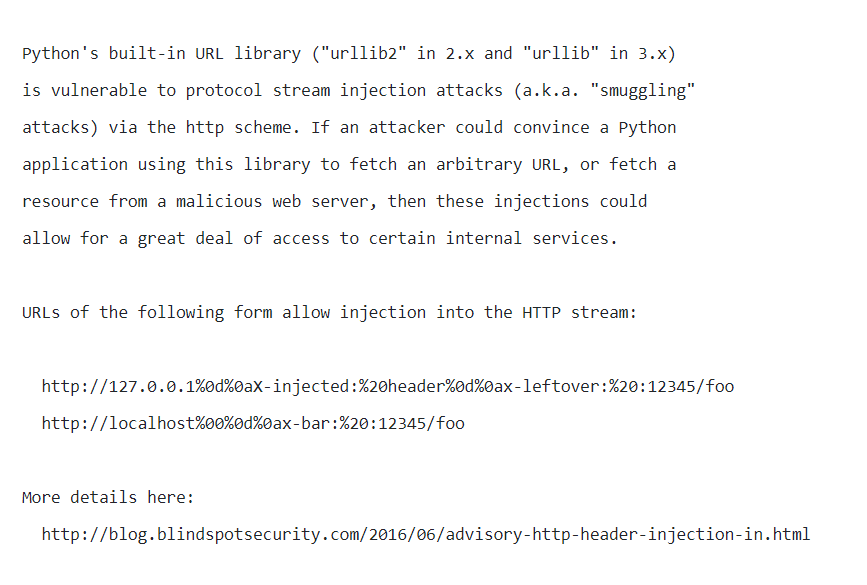 Python's built-in URL library ("urllib2" in 2.x and "urllib" in 3.x)
is vulnerable to protocol stream injection attacks (a.k.a. "smuggling"
attacks) via the http scheme. If an attacker could convince a Python
application using this library to fetch an arbitrary URL, or fetch a
resource from a malicious web server, then these injections could
allow for a great deal of access to certain internal services.
URLs of the following form allow injection into the HTTP stream:
http://127.0.0.1%0d%0aX-injected:%20header%0d%0ax-leftover:%20:12345/foo
http://localhost%00%0d%0ax-bar:%20:12345/foo
More details here:
http://blog.blindspotsecurity.com/2016/06/advisory-http-header-injection-in.html